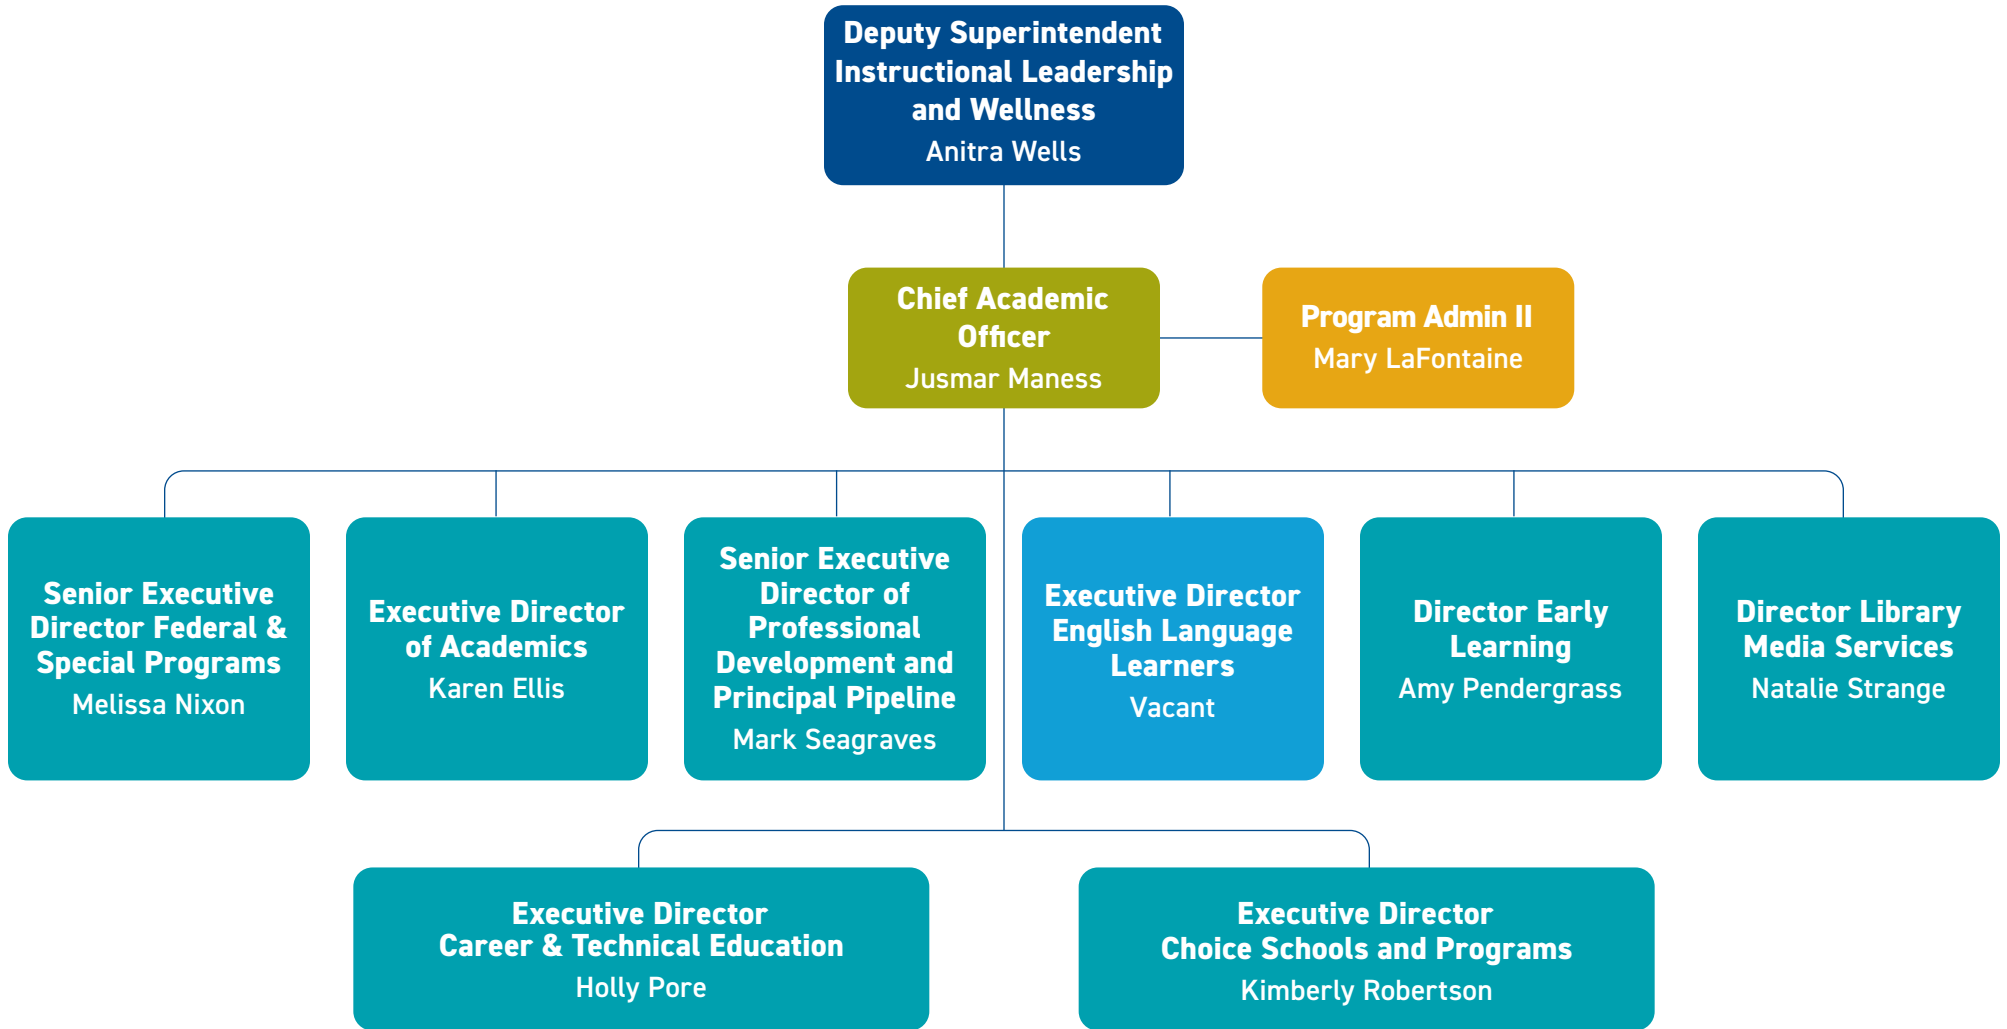 Deputy Superintendent
Instructional Leadership
and Wellness
Anitra Wells
Chief Academic
Officer
Jusmar Maness
Program Admin II
Mary LaFontaine
Senior Executive
Director Federal &
Special Programs
Melissa Nixon
Executive Director
of Academics
Karen Ellis
Senior Executive
Director of
Professional
Development and
Principal Pipeline
Mark Seagraves
Executive Director
English Language
Learners
Vacant
Director Early
Learning
Amy Pendergrass
Director Library
Media Services
Natalie Strange
Executive Director
Career & Technical Education
Holly Pore
Executive Director
Choice Schools and Programs
Kimberly Robertson